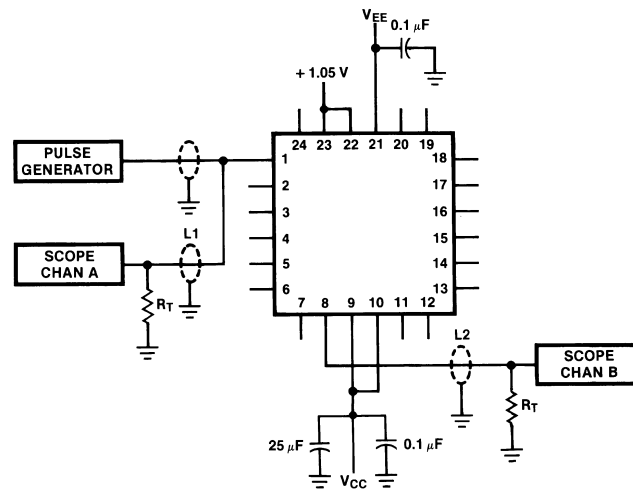 VEE
0.1 µF
+ 1.05 V
24 23 22 21 20 19
PULSE
GENERATOR
1
2
3
4
5
6
18
17
16
15
14
13
L1
SCOPE
CHAN A
RT
7 8 9 10 11 12
L2
SCOPE
CHAN B
RT
25 µF
0.1 µF
VCC